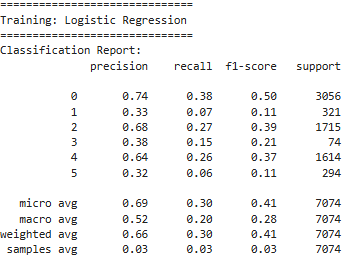 ==============================
Training: Logistic Regression
==============================
Classification Report:
precision recall f1-score support
0 0.74 0.38 0.50 3056
1 0.33 0.07 0.11 321
2 0.68 0.27 0.39 1715
3 0.38 0.15 0.21 74
4 0.64 0.26 0.37 1614
5 0.32 0.06 0.11 294
micro avg 0.69 0.30 0.41 7074
macro avg 0.52 0.20 0.28 7074
weighted avg 0.66 0.30 0.41 7074
samples avg 0.03 0.03 0.03 7074